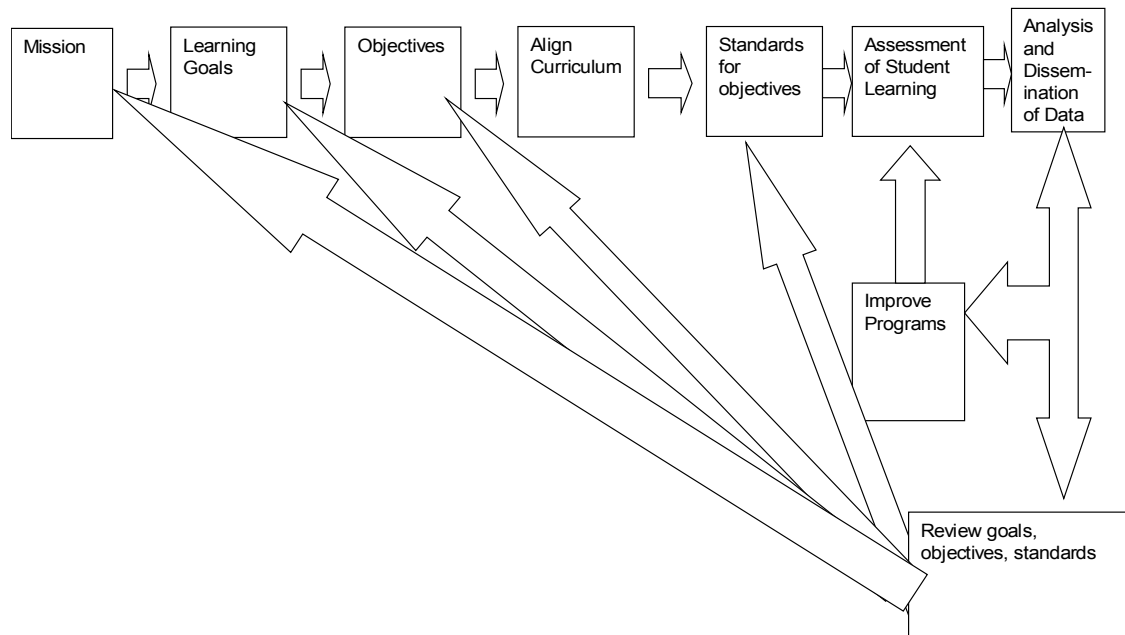 Mission
Learning
Goals
Objectives
Align
Curriculum
Standards
for
objectives
Assessment
of Student
Learning
Analysis
and
Dissem-
ination
of Data
Improve
Programs
Review goals,
objectives, standards